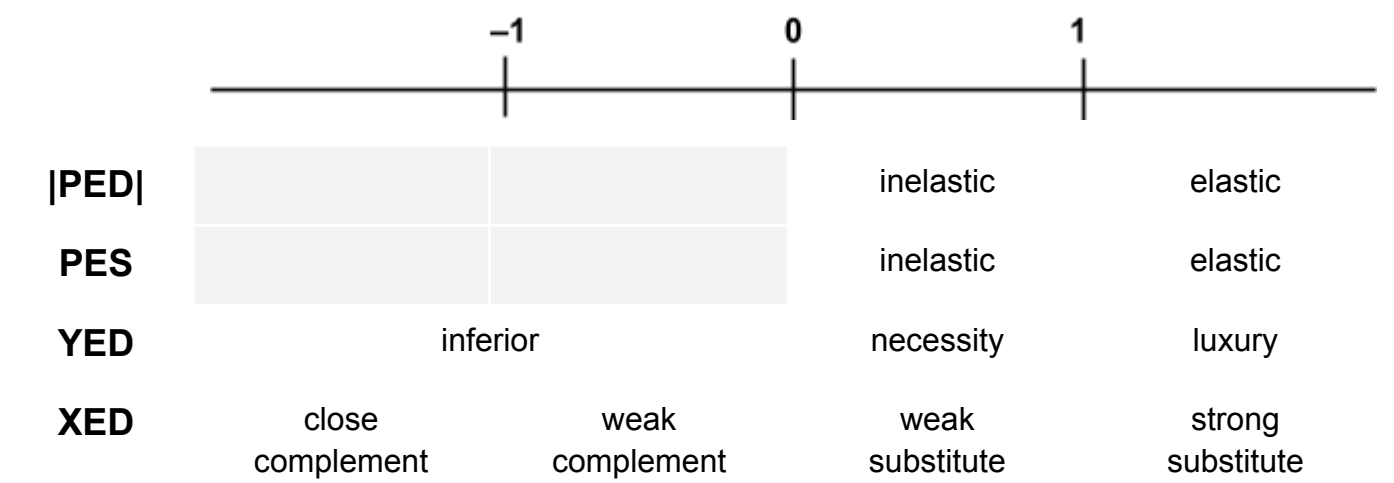 –1 0 1
|PED| inelastic elastic
PES inelastic elastic
YED inferior necessity luxury
XED close weak weak strong
complement complement substitute substitute